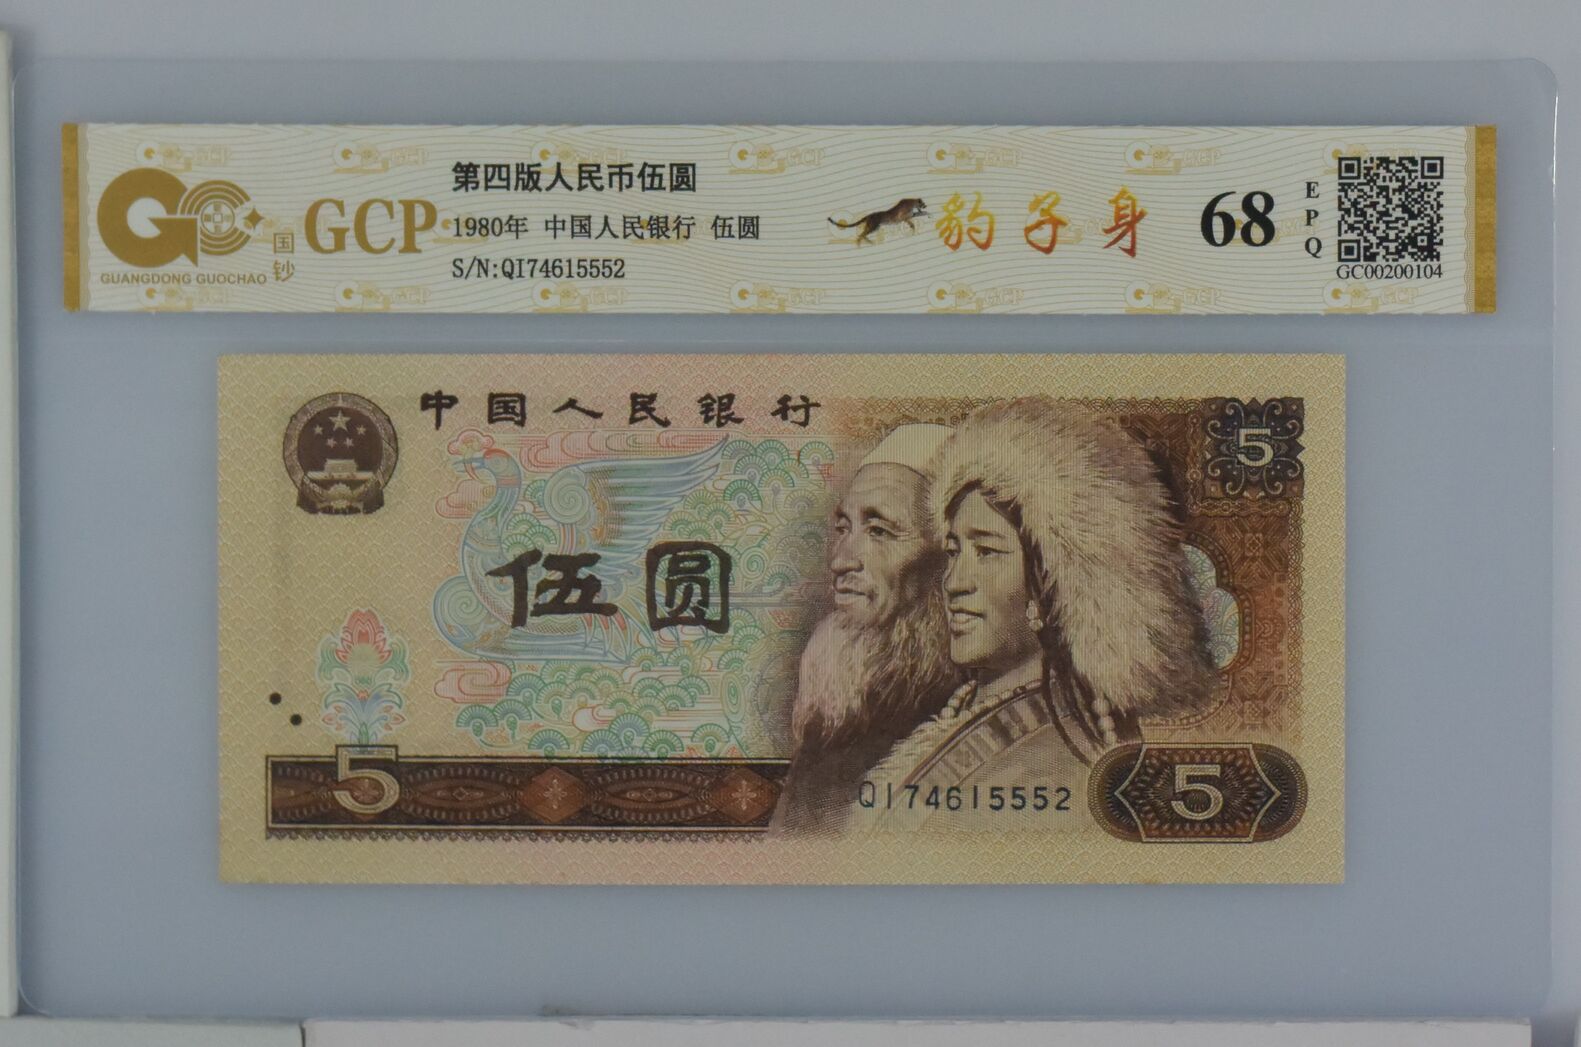 GUANGDONG GUOCHAO
国钞
GCP
第四版人民币伍圆
1980年 中国人民银行 伍圆
S/N:QI74615552
豹子身
68
EPQ
GC00200104
中国人民银行
5
伍圆
5
QI74615552
5